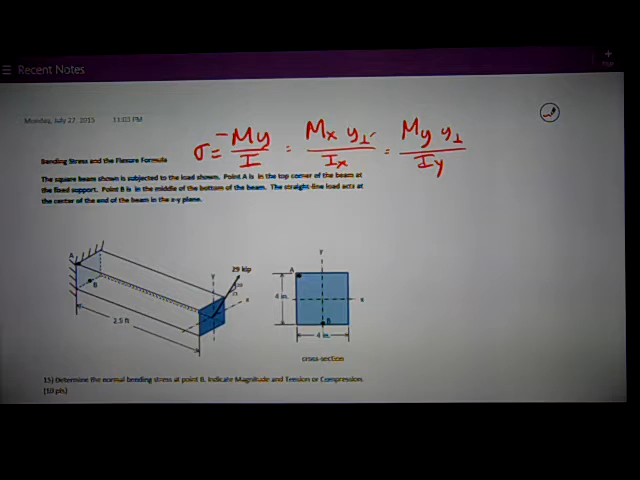 Recent Notes
Monday, July 27, 2015 11:03 PM
σ = -My / I = Mx y⊥ / Ix = My y⊥ / Iy
Bending Stress and the Flexure Formula
The square beam shown is subjected to the load shown. Point A is in the top corner of the beam at
the fixed support. Point B is in the middle of the bottom of the beam. The straight-line load acts at
the center of the end of the beam in the x-y plane.
A
B
2.5 ft
29 kip
y
x
y
A
4 in.
x
B
4 in.
cross-section
15) Determine the normal bending stress at point B. Indicate Magnitude and Tension or Compression.
(10 pts)